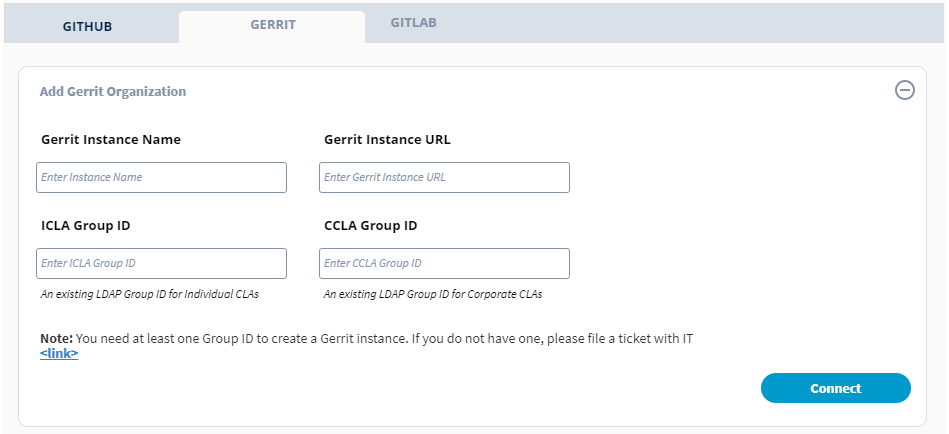 GITHUB
GERRIT
GITLAB
Add Gerrit Organization
Gerrit Instance Name
Gerrit Instance URL
Enter Instance Name
Enter Gerrit Instance URL
ICLA Group ID
CCLA Group ID
Enter ICLA Group ID
Enter CCLA Group ID
An existing LDAP Group ID for Individual CLAs
An existing LDAP Group ID for Corporate CLAs
Note: You need at least one Group ID to create a Gerrit instance. If you do not have one, please file a ticket with IT
<link>
Connect